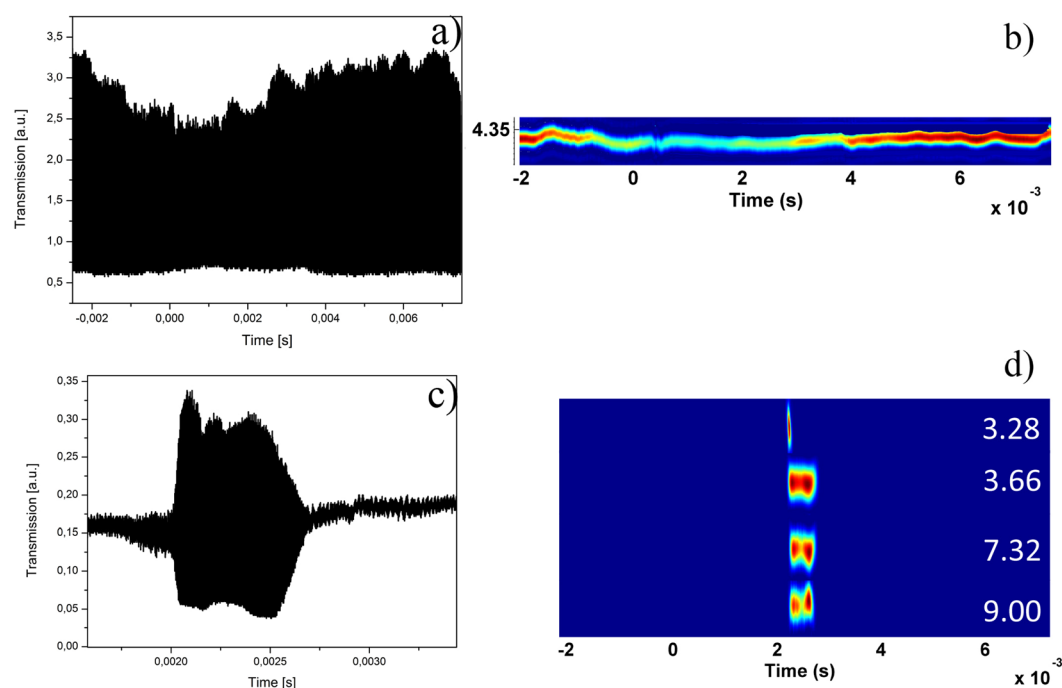 a)
3,5
3,0
2,5
2,0
1,5
1,0
0,5
Transmission [a.u.]
-0,002 0,000 0,002 0,004 0,006
Time [s]
b)
4.35
-2 0 2 4 6
Time (s)
x 10⁻³
c)
0,35
0,30
0,25
0,20
0,15
0,10
0,05
0,00
Transmission [a.u.]
0,0020 0,0025 0,0030
Time [s]
d)
3.28
3.66
7.32
9.00
-2 0 2 4 6
Time (s)
x 10⁻³